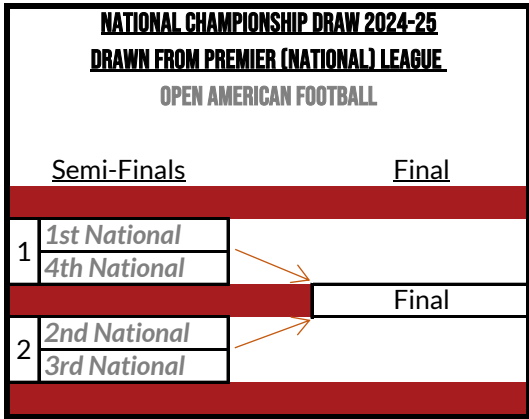 NATIONAL CHAMPIONSHIP DRAW 2024-25
DRAWN FROM PREMIER (NATIONAL) LEAGUE
OPEN AMERICAN FOOTBALL
Semi-Finals Final
1 1st National
4th National
Final
2 2nd National
3rd National